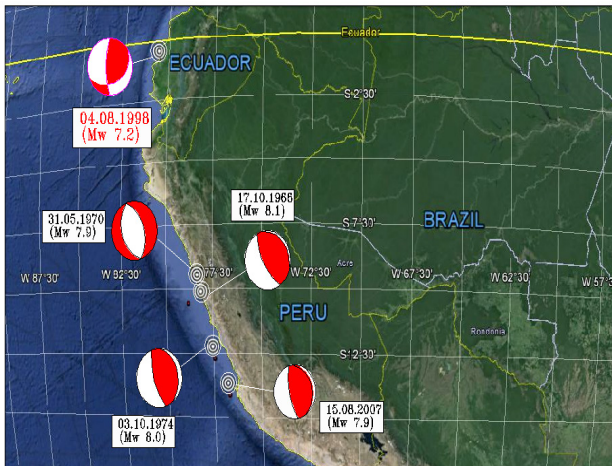 Ecuador
ECUADOR
04.08.1998
(Mw 7.2)
S 2°30'
17.10.1966
(Mw 8.1)
31.05.1970
(Mw 7.9)
S 7°30'
BRAZIL
Acre
W 87°30'
W 82°30'
77°30'
W 72°30'
W 67°30'
W 62°30'
W 57°3
PERU
Rondonia
S 12°30'
03.10.1974
(Mw 8.0)
15.08.2007
(Mw 7.9)